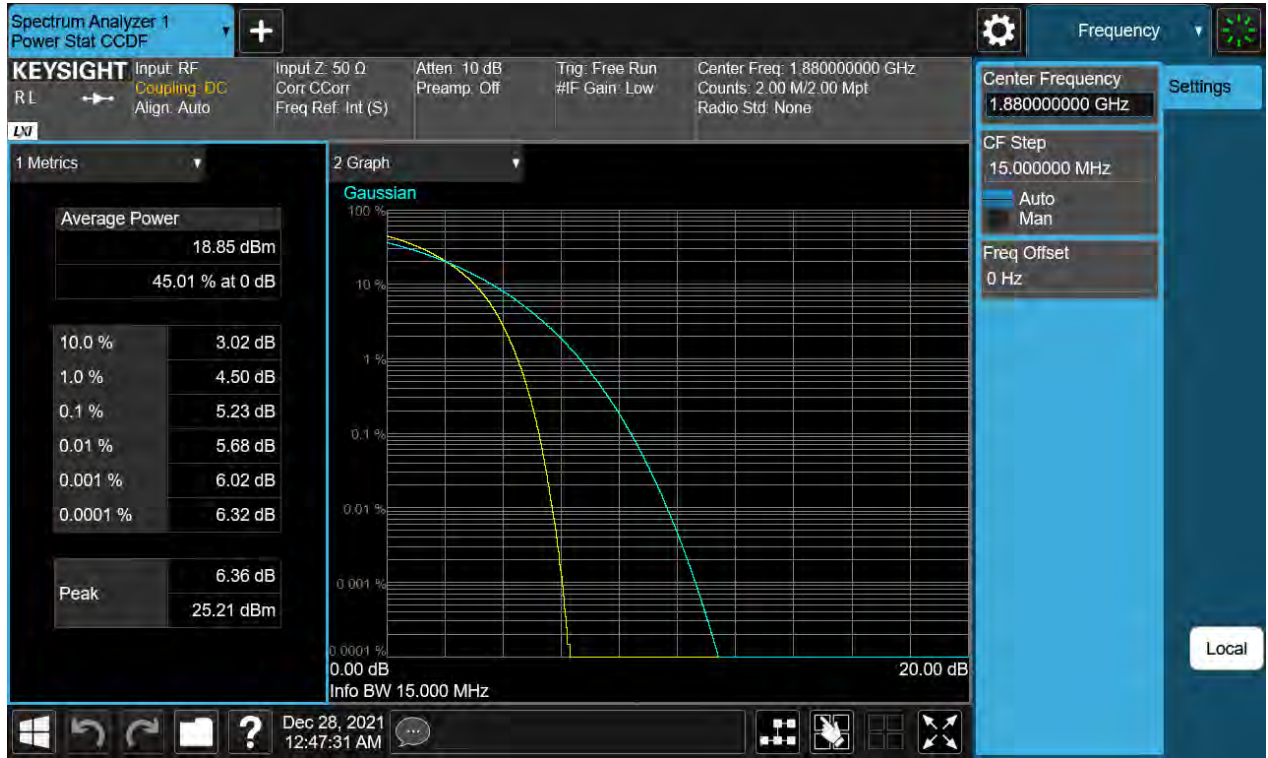 Spectrum Analyzer 1
Power Stat CCDF
Frequency
KEYSIGHT
RL
LXI
Input: RF
Coupling: DC
Align: Auto
Input Z: 50 Ω
Corr CCorr
Freq Ref: Int (S)
Atten: 10 dB
Preamp: Off
Trig: Free Run
#IF Gain: Low
Center Freq: 1.880000000 GHz
Counts: 2.00 M/2.00 Mpt
Radio Std: None
Center Frequency
1.880000000 GHz
Settings
CF Step
15.000000 MHz
Auto
Man
Freq Offset
0 Hz
1 Metrics
Average Power
18.85 dBm
45.01 % at 0 dB
10.0 % 3.02 dB
1.0 % 4.50 dB
0.1 % 5.23 dB
0.01 % 5.68 dB
0.001 % 6.02 dB
0.0001 % 6.32 dB
Peak
6.36 dB
25.21 dBm
2 Graph
Gaussian
100 %
10 %
1 %
0.1 %
0.01 %
0.001 %
0.0001 %
0.00 dB 20.00 dB
Info BW 15.000 MHz
Local
?
Dec 28, 2021
12:47:31 AM